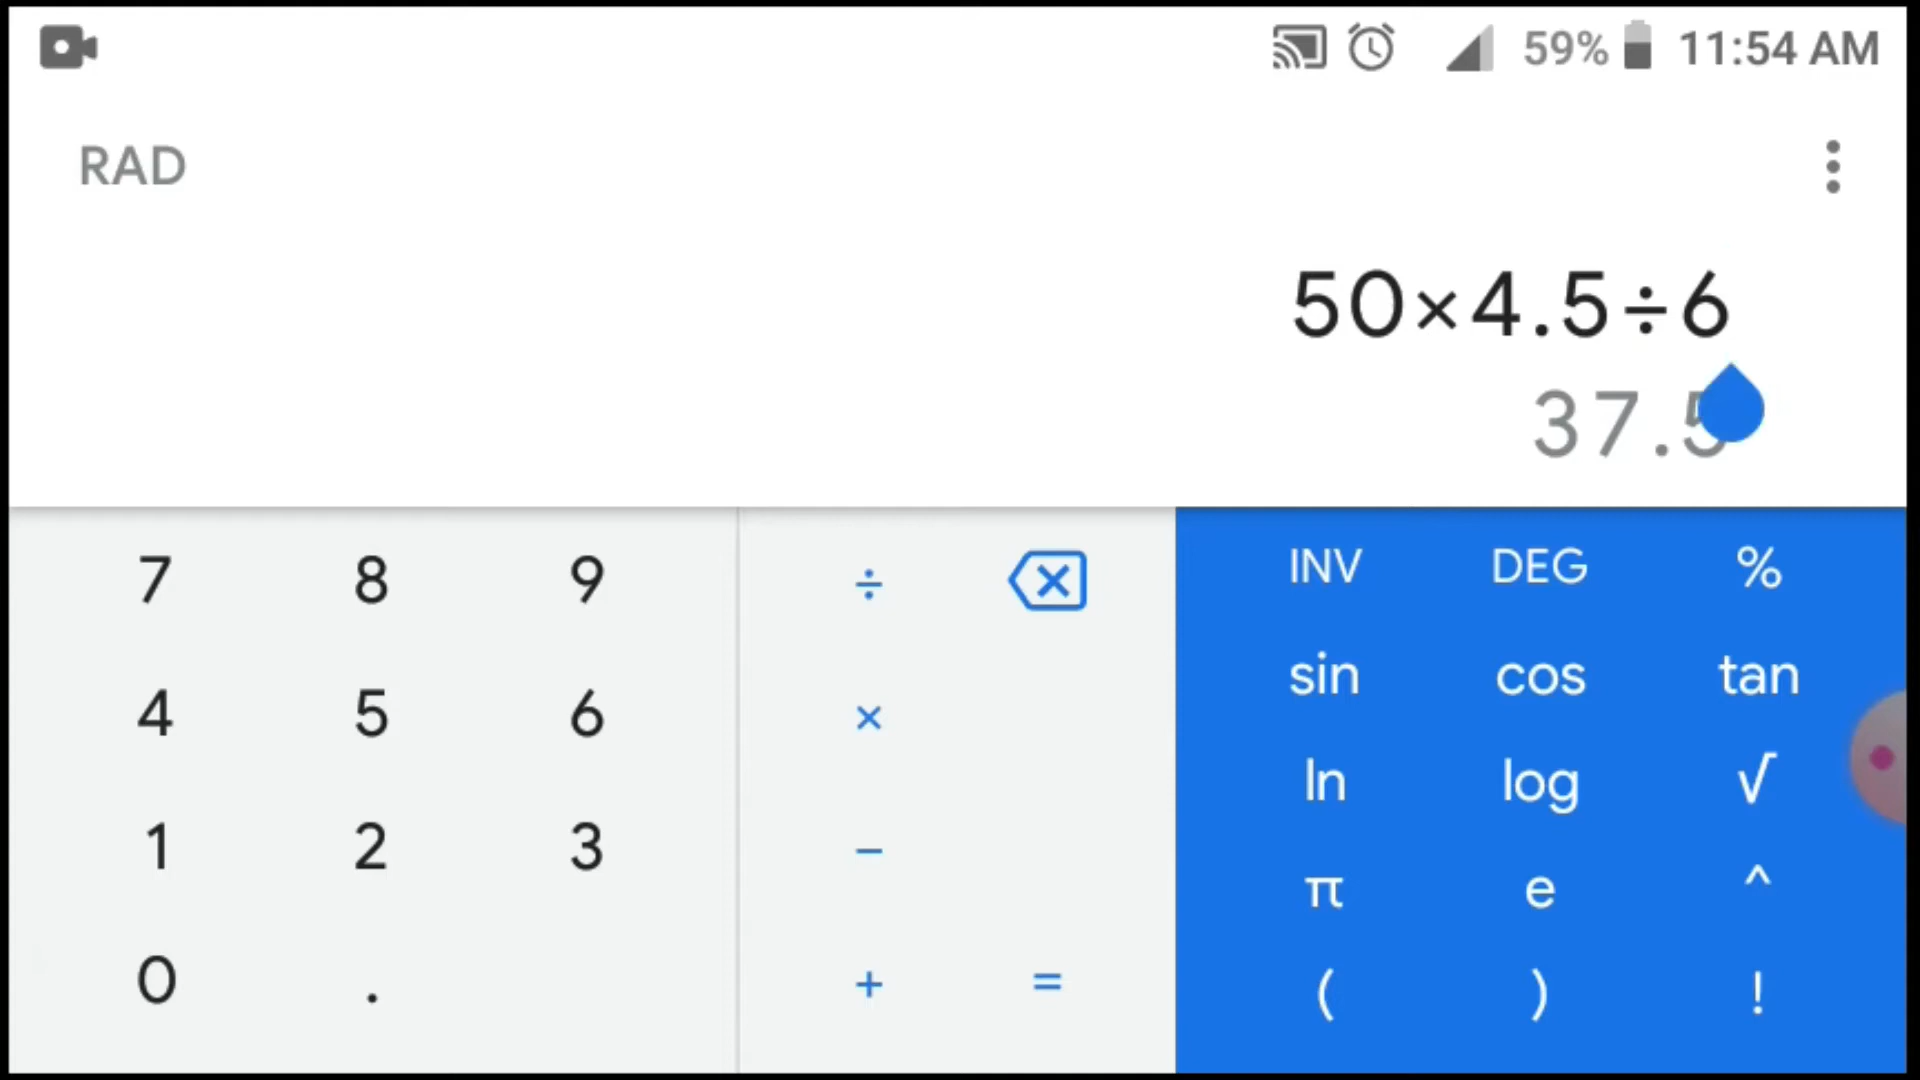 59% 11:54 AM
RAD
50×4.5÷6
37.5
7 8 9 ÷ INV DEG %
4 5 6 × sin cos tan
1 2 3 − ln log √
0 . + = π e ^
( ) !